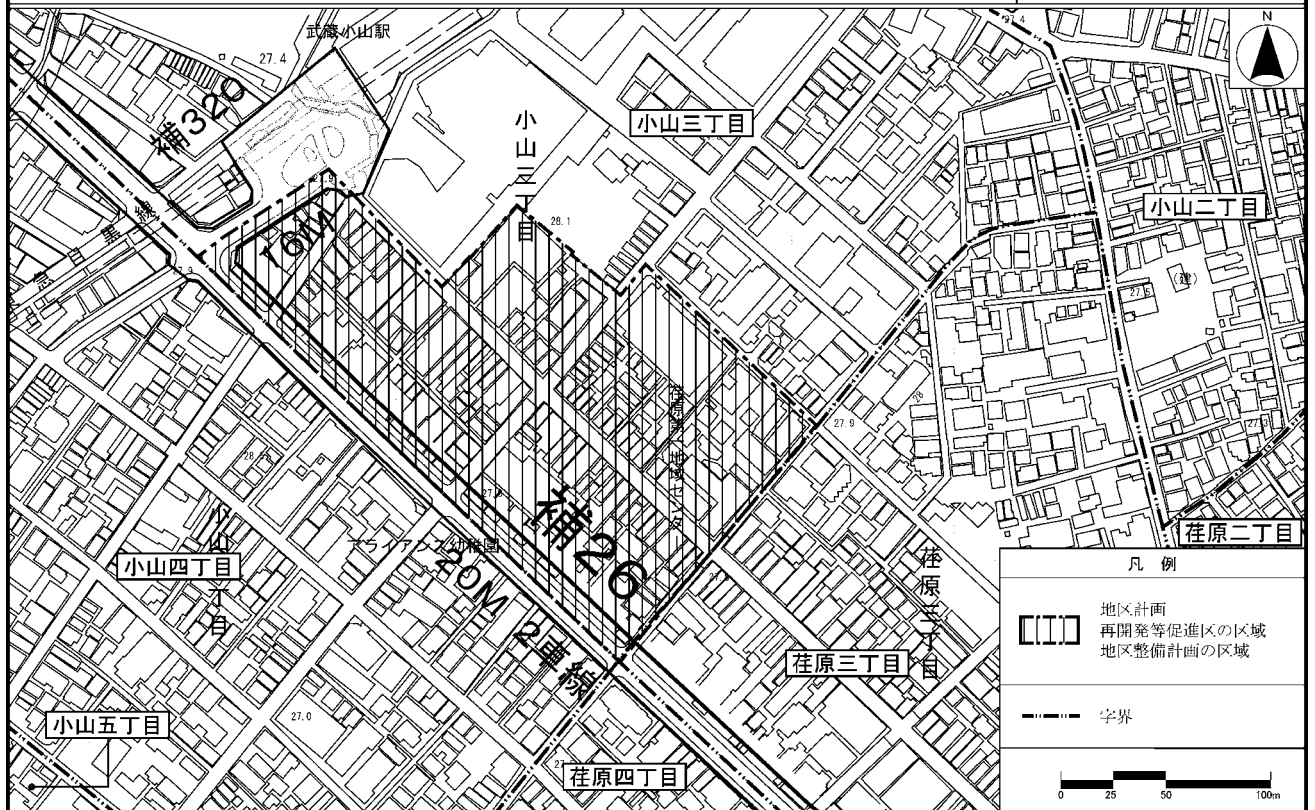 武蔵小山駅
27.4
27.4
N
補320
小山三丁目
小山三丁目
小山二丁目
16M
28.1
27.9
27.9
荏原第一地域センター
補26
アライアンス幼稚園
20M 2車線
小山四丁目
小山四丁目
荏原三丁目
荏原三丁目
荏原二丁目
小山五丁目
27.0
荏原四丁目
凡 例
地区計画
再開発等促進区の区域
地区整備計画の区域
字界
0 25 50 100m